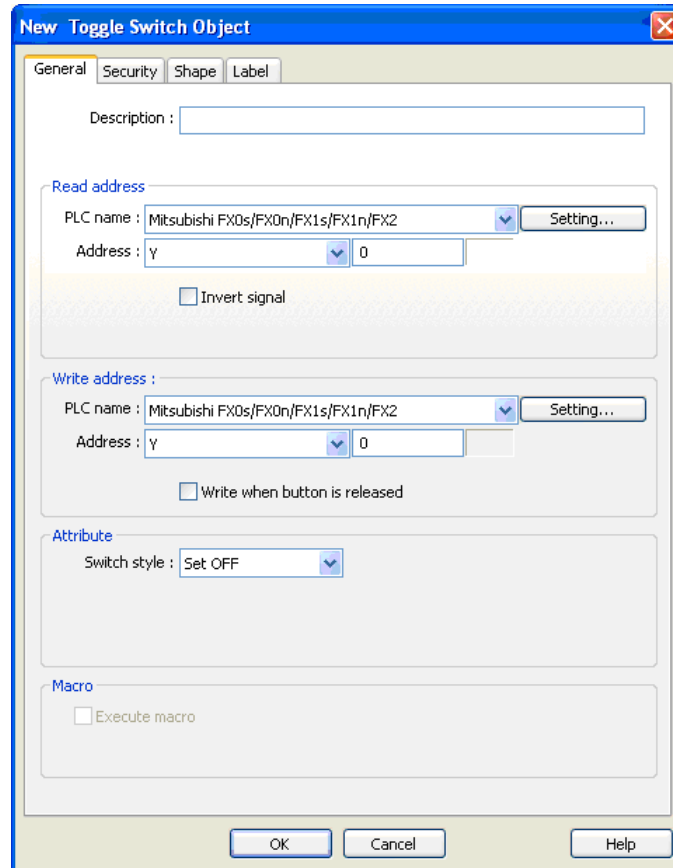 New Toggle Switch Object
General Security Shape Label
Description :
Read address
PLC name : Mitsubishi FX0s/FX0n/FX1s/FX1n/FX2 Setting...
Address : Y 0
Invert signal
Write address :
PLC name : Mitsubishi FX0s/FX0n/FX1s/FX1n/FX2 Setting...
Address : Y 0
Write when button is released
Attribute
Switch style : Set OFF
Macro
Execute macro
OK Cancel Help